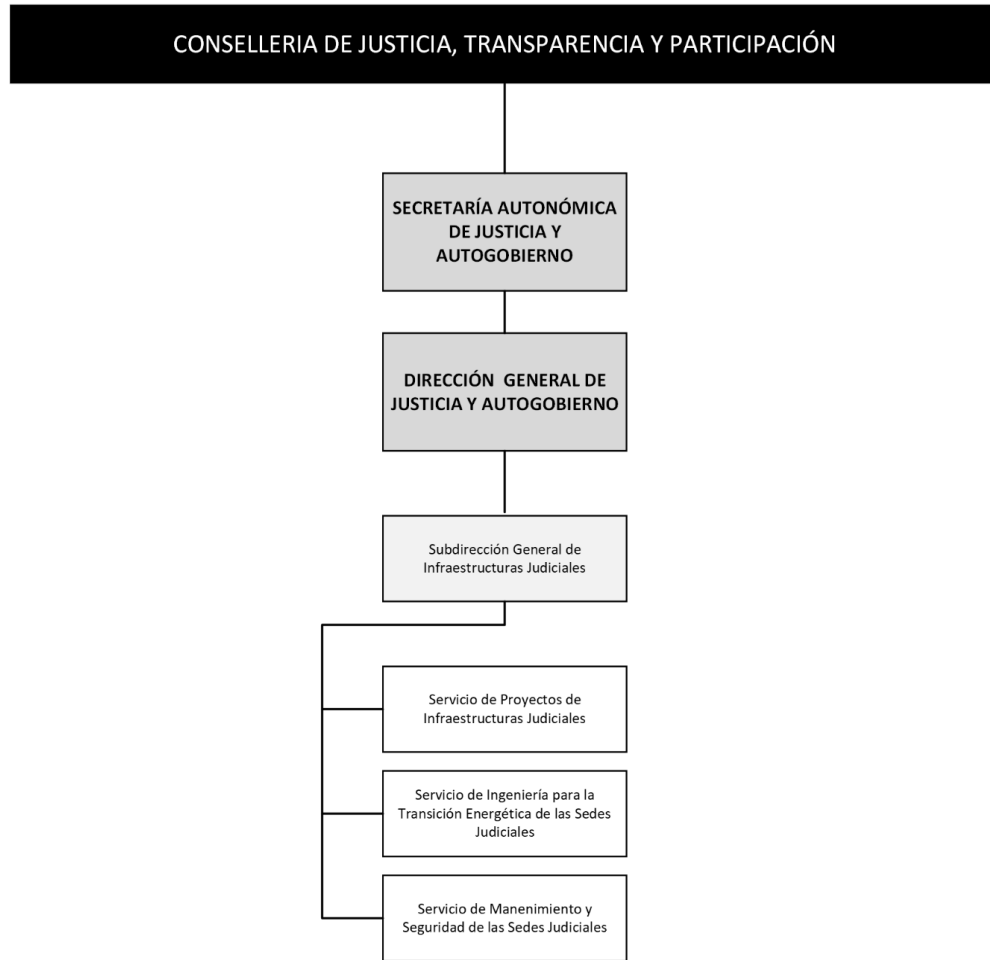 CONSELLERIA DE JUSTICIA, TRANSPARENCIA Y PARTICIPACIÓN
SECRETARÍA AUTONÓMICA
DE JUSTICIA Y
AUTOGOBIERNO
DIRECCIÓN GENERAL DE
JUSTICIA Y AUTOGOBIERNO
Subdirección General de
Infraestructuras Judiciales
Servicio de Proyectos de
Infraestructuras Judiciales
Servicio de Ingeniería para la
Transición Energética de las Sedes
Judiciales
Servicio de Manenimiento y
Seguridad de las Sedes Judiciales